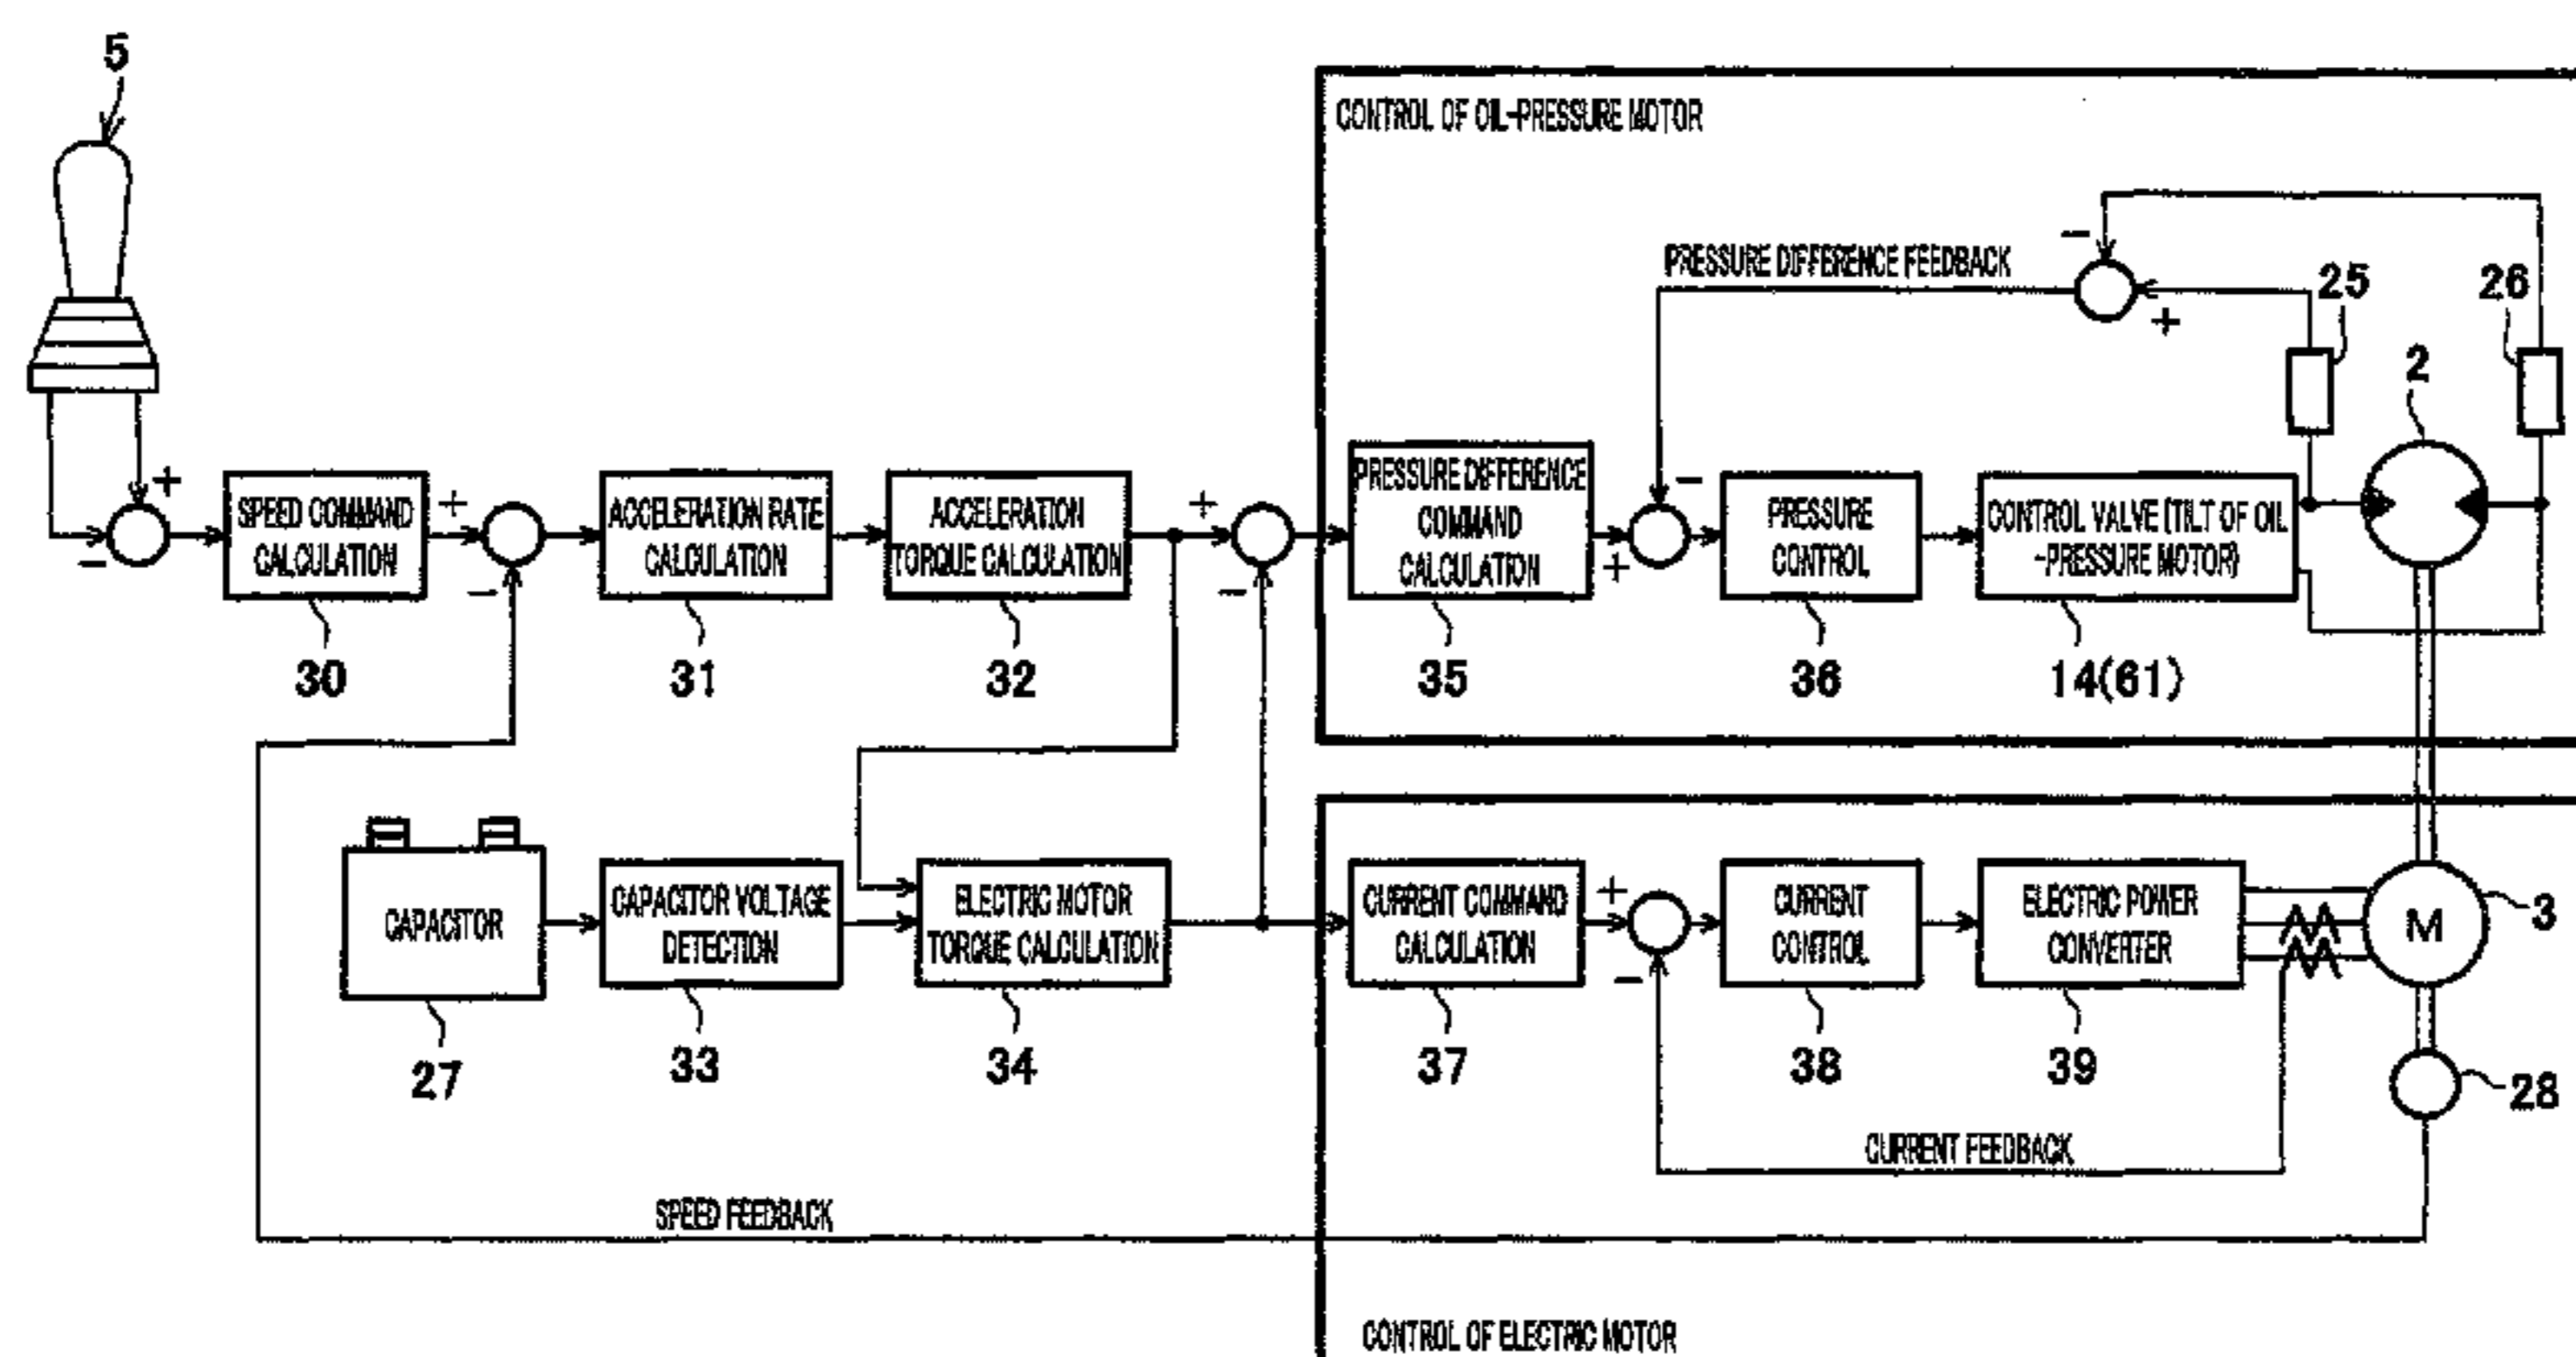 5
CONTROL OF OIL-PRESSURE MOTOR
PRESSURE DIFFERENCE FEEDBACK
−
+
25
26
2
+
−
SPEED COMMAND
CALCULATION
30
+
−
ACCELERATION RATE
CALCULATION
31
ACCELERATION
TORQUE CALCULATION
32
+
−
PRESSURE DIFFERENCE
COMMAND
CALCULATION
35
−
+
PRESSURE
CONTROL
36
CONTROL VALVE (TILT OF OIL
-PRESSURE MOTOR)
14(61)
CAPACITOR
27
CAPACITOR VOLTAGE
DETECTION
33
ELECTRIC MOTOR
TORQUE CALCULATION
34
CURRENT COMMAND
CALCULATION
37
+
−
CURRENT
CONTROL
38
ELECTRIC POWER
CONVERTER
39
M
3
28
CURRENT FEEDBACK
SPEED FEEDBACK
CONTROL OF ELECTRIC MOTOR